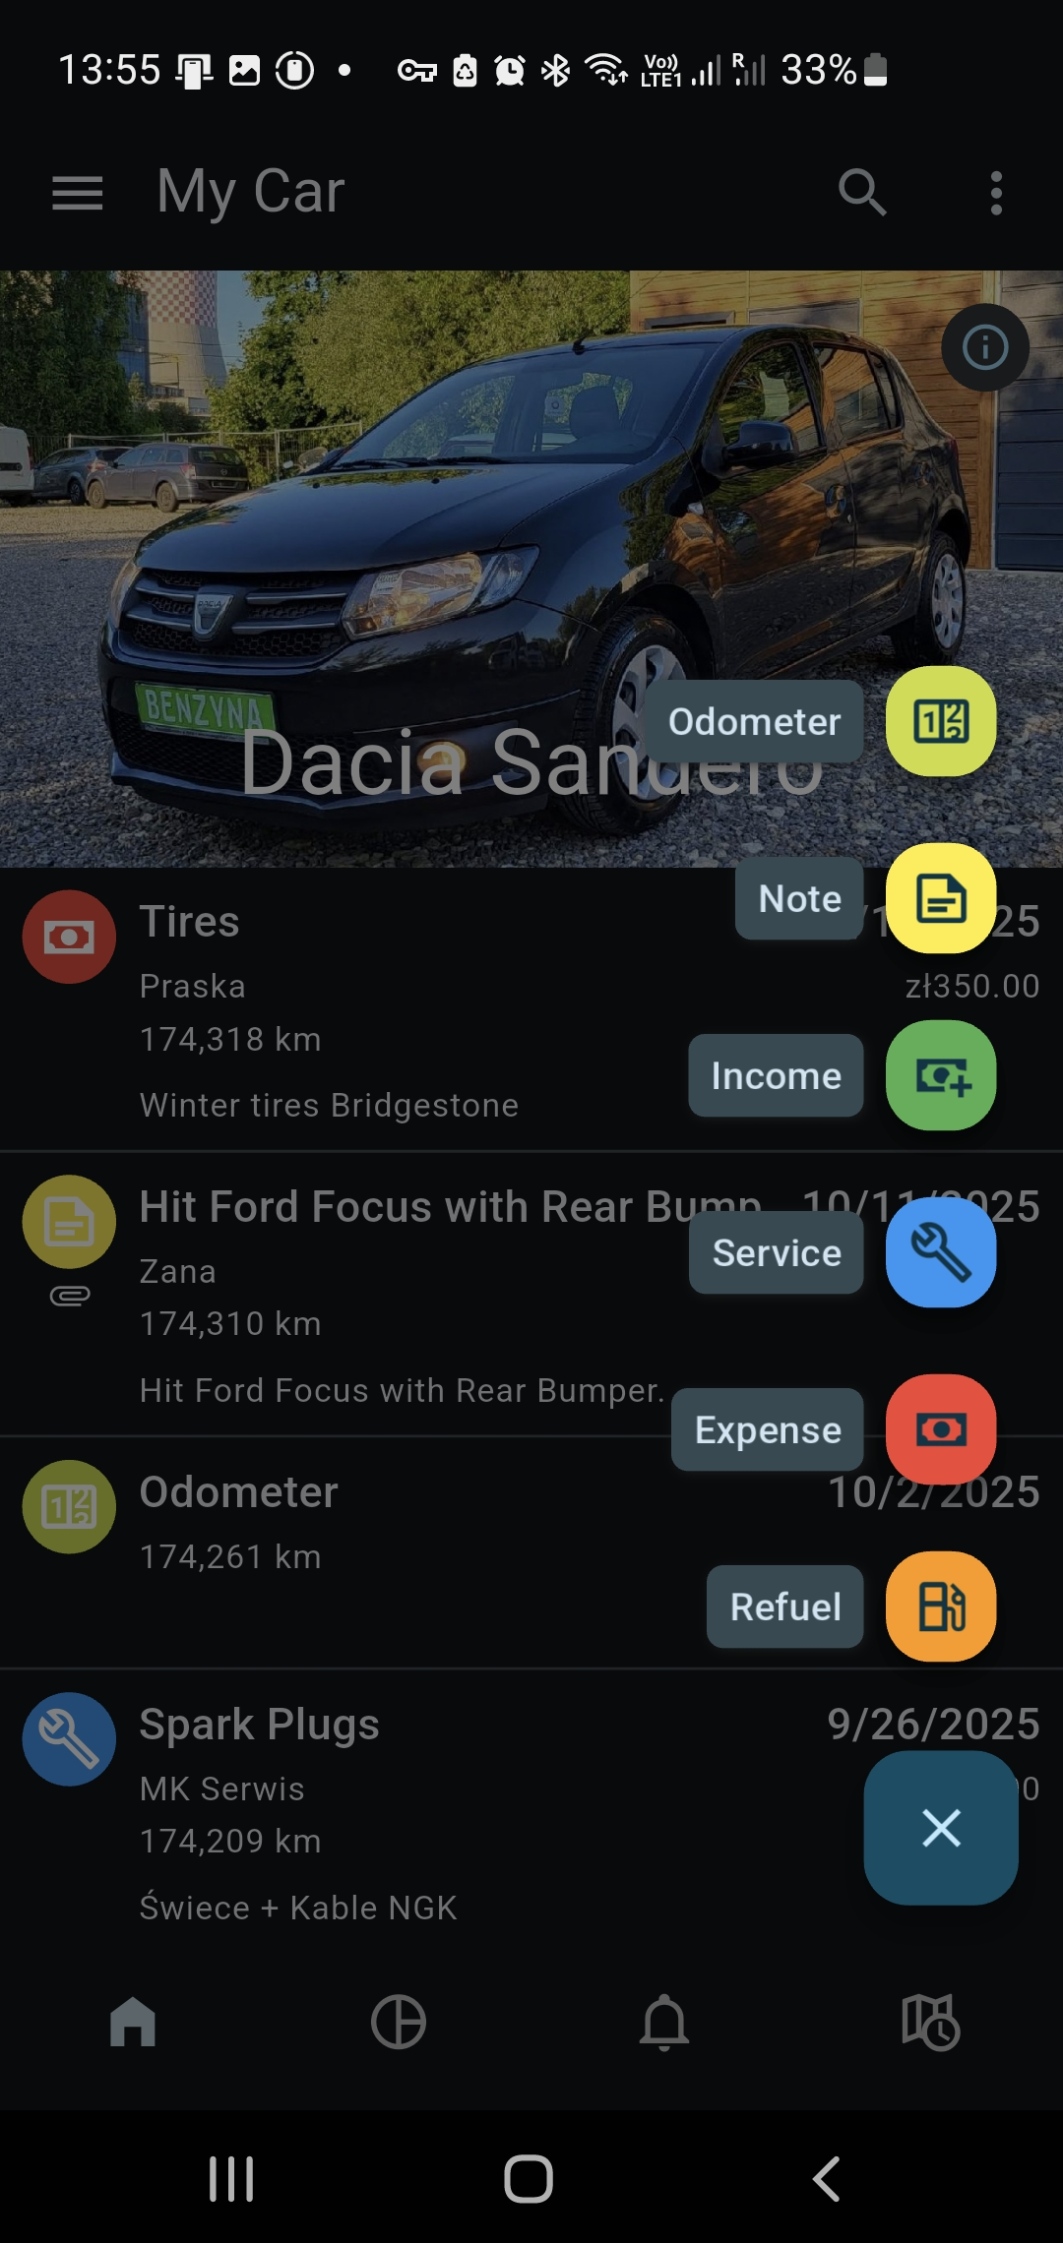 13:55
Vo))
LTE1
R
33%
My Car
BENZYNA
Odometer
Dacia Sandero
Note
Tires
25
Praska
zł350.00
174,318 km
Income
Winter tires Bridgestone
Hit Ford Focus with Rear Bump
10/11/2025
Service
Zana
174,310 km
Hit Ford Focus with Rear Bumper.
Expense
Odometer
10/2/2025
174,261 km
Refuel
Spark Plugs
9/26/2025
MK Serwis
174,209 km
Świece + Kable NGK